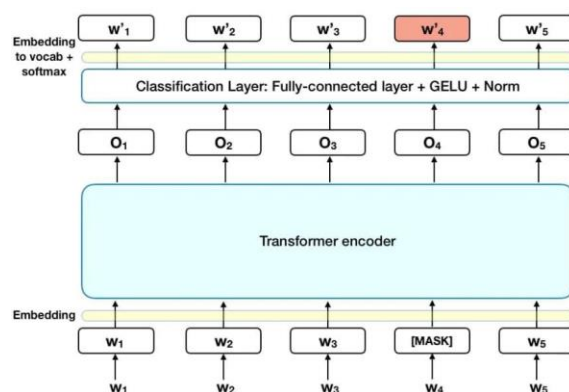 w'1 w'2 w'3 w'4 w'5
Embedding
to vocab +
softmax
Classification Layer: Fully-connected layer + GELU + Norm
O1 O2 O3 O4 O5
Transformer encoder
Embedding
w1 w2 w3 [MASK] w5
w1 w2 w3 w4 w5